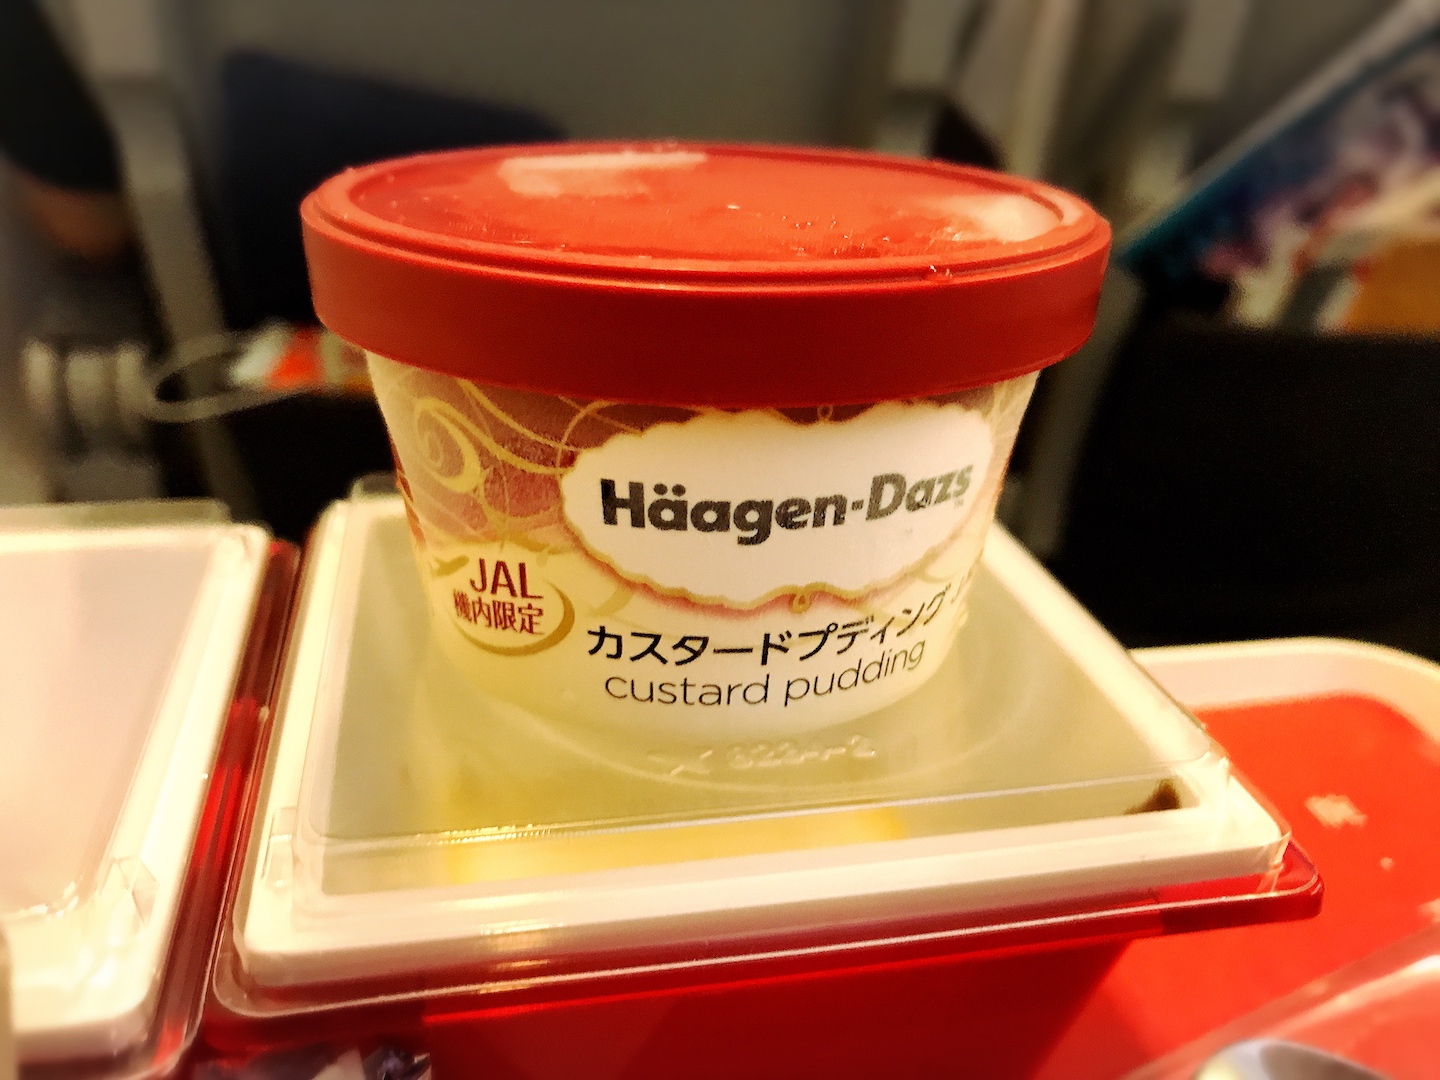 Häagen-Dazs
JAL
機内限定
カスタードプディング
custard pudding